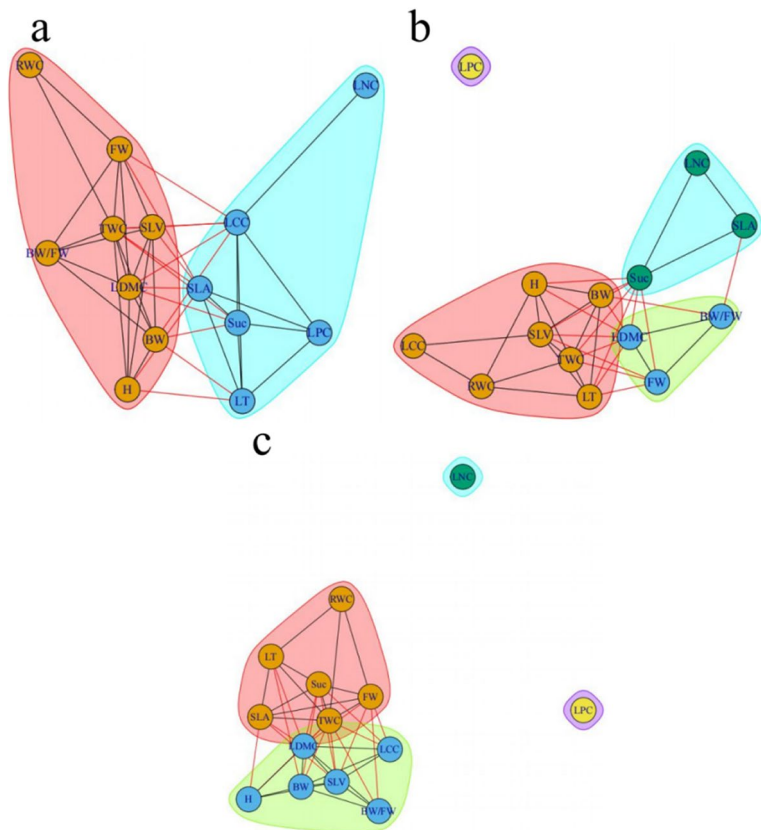 a
RWC
LNC
FW
LCC
TWC
SLV
BW/FW
LDMC
SLA
Suc
LPC
BW
H
LT
b
LPC
LNC
SLA
Suc
H
BW
BW/FW
SLV
LDMC
LCC
TWC
RWC
FW
LT
c
LNC
RWC
LT
Suc
FW
LPC
SLA
TWC
LDMC
LCC
BW
SLV
H
BW/FW